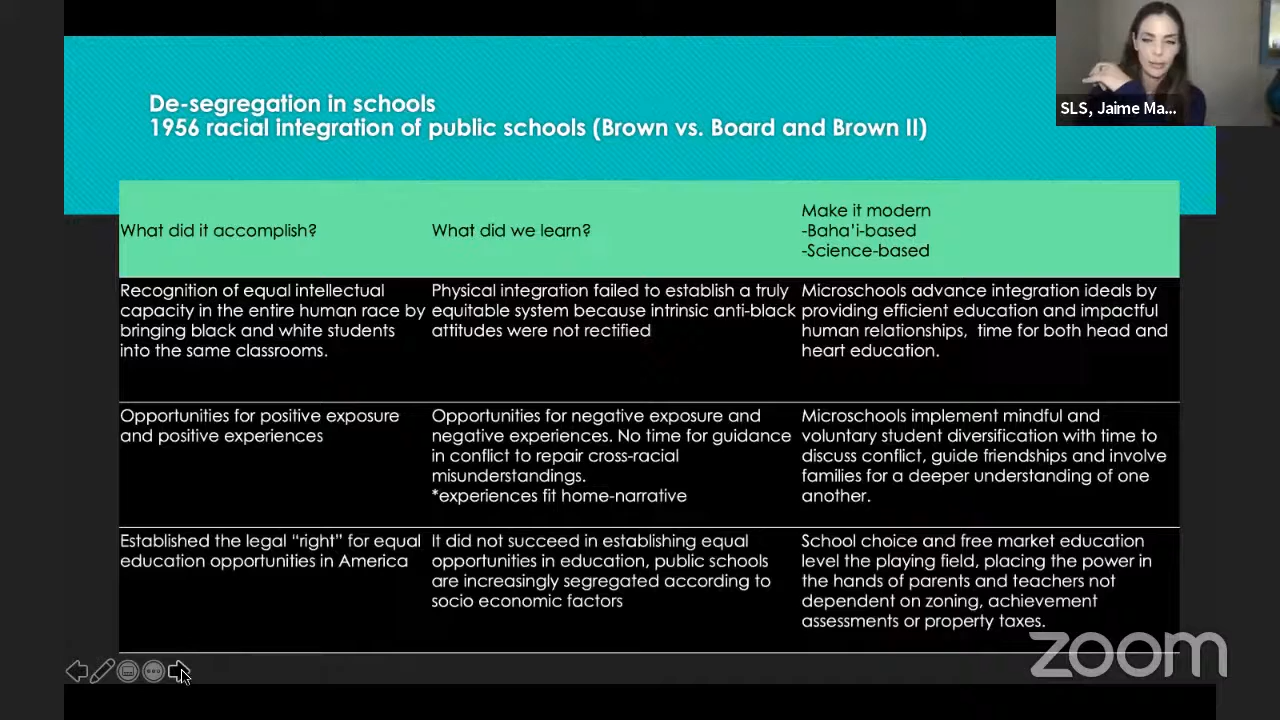 De-segregation in schools
1956 racial integration of public schools (Brown vs. Board and Brown II)
SLS, Jaime Ma...
What did it accomplish?
What did we learn?
Make it modern
-Baha'i-based
-Science-based
Recognition of equal intellectual
capacity in the entire human race by
bringing black and white students
into the same classrooms.
Physical integration failed to establish a truly
equitable system because intrinsic anti-black
attitudes were not rectified
Microschools advance integration ideals by
providing efficient education and impactful
human relationships, time for both head and
heart education.
Opportunities for positive exposure
and positive experiences
Opportunities for negative exposure and
negative experiences. No time for guidance
in conflict to repair cross-racial
misunderstandings.
*experiences fit home-narrative
Microschools implement mindful and
voluntary student diversification with time to
discuss conflict, guide friendships and involve
families for a deeper understanding of one
another.
Established the legal "right" for equal
education opportunities in America
It did not succeed in establishing equal
opportunities in education, public schools
are increasingly segregated according to
socio economic factors
School choice and free market education
level the playing field, placing the power in
the hands of parents and teachers not
dependent on zoning, achievement
assessments or property taxes.
zoom